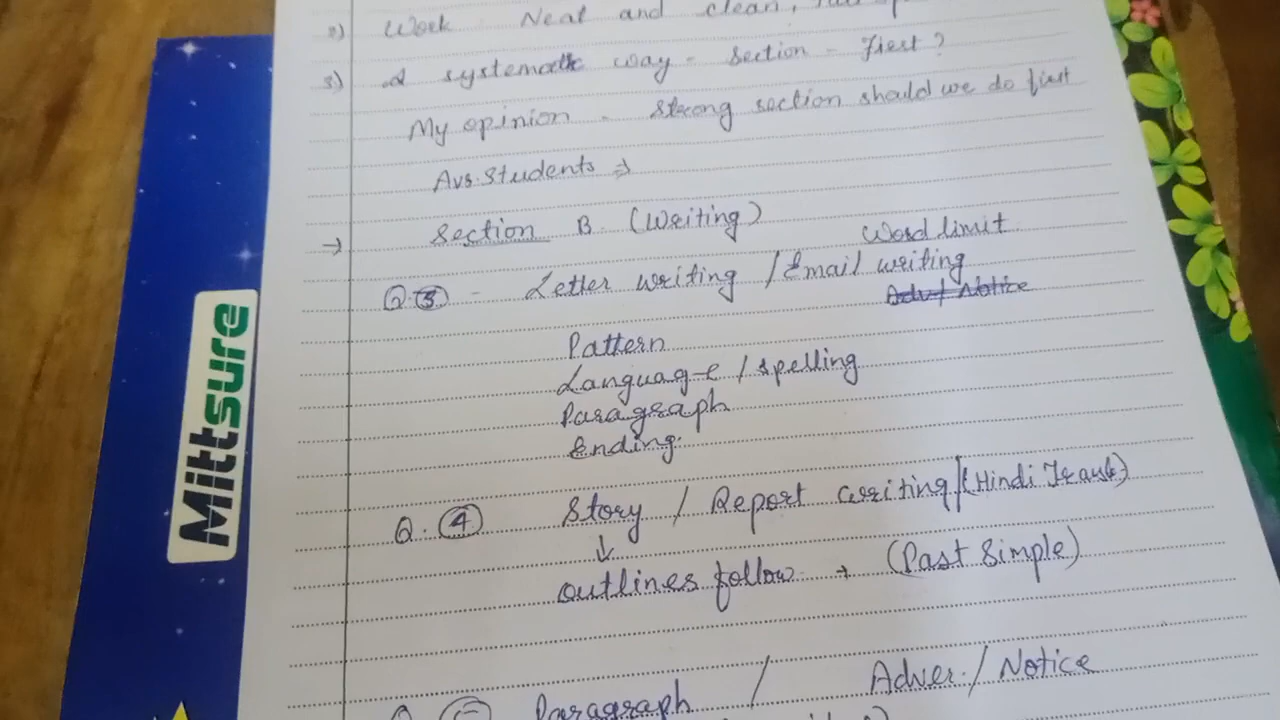 2) Work Neat and clean,
3) A systematic way - Section - First ?
My opinion - Strong section should we do first
Avg. Students ⇒
→ Section B (Writing)
Word limit
Q. 3 - Letter writing / Email writing
Adv / Notice
Pattern
Language / spelling
Paragraph
Ending.
Q. 4 Story / Report writing / (Hindi Trans)
↓
outlines follow → (Past Simple)
Paragraph / Adver. / Notice
Mittsure